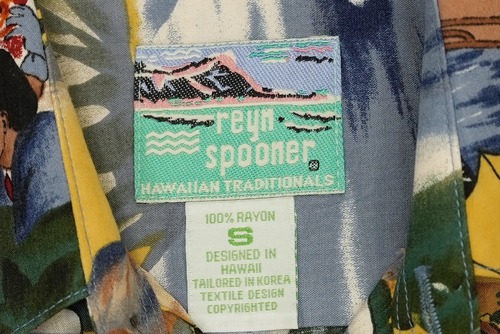 reyn
spooner
HAWAIIAN TRADITIONALS
100% RAYON
S
DESIGNED IN
HAWAII
TAILORED IN KOREA
TEXTILE DESIGN
COPYRIGHTED